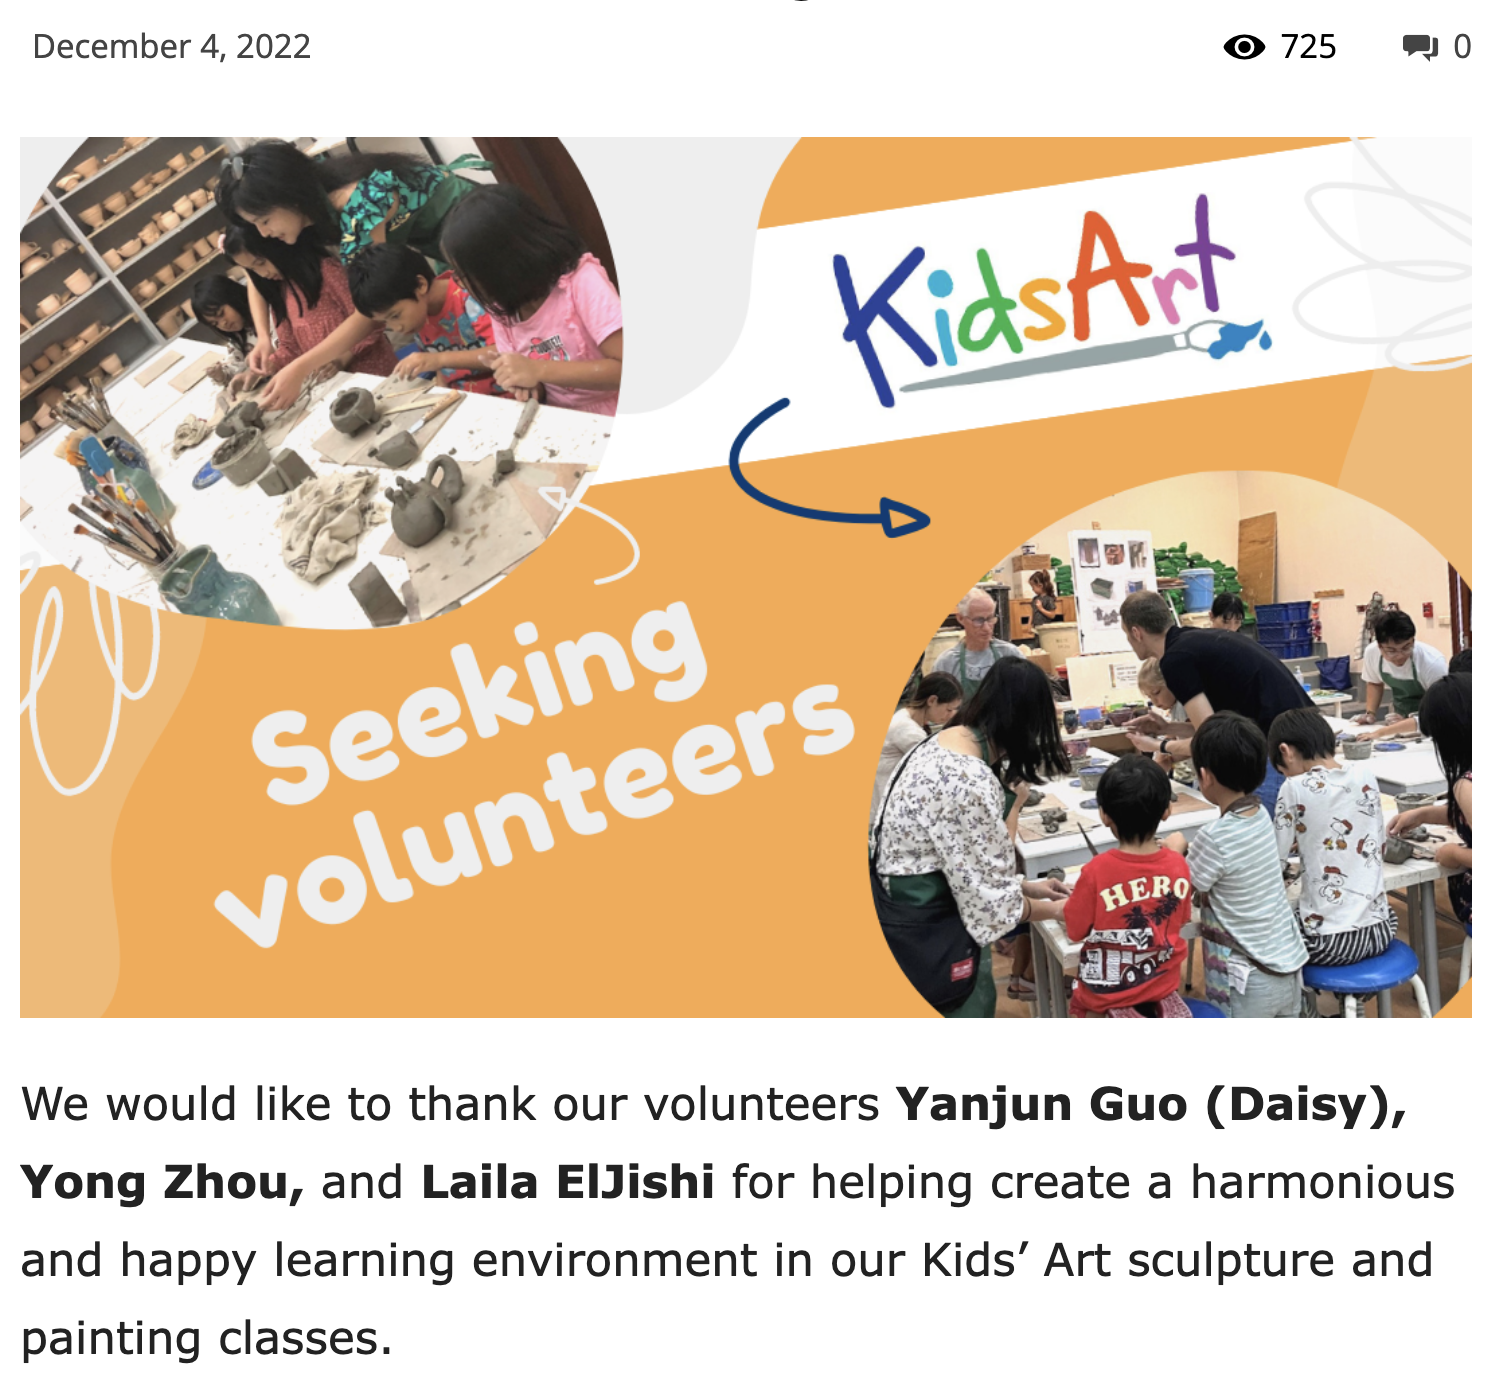 December 4, 2022
725
0
KidsArt
Seeking
volunteers
HERO
We would like to thank our volunteers Yanjun Guo (Daisy),
Yong Zhou, and Laila ElJishi for helping create a harmonious
and happy learning environment in our Kids’ Art sculpture and
painting classes.